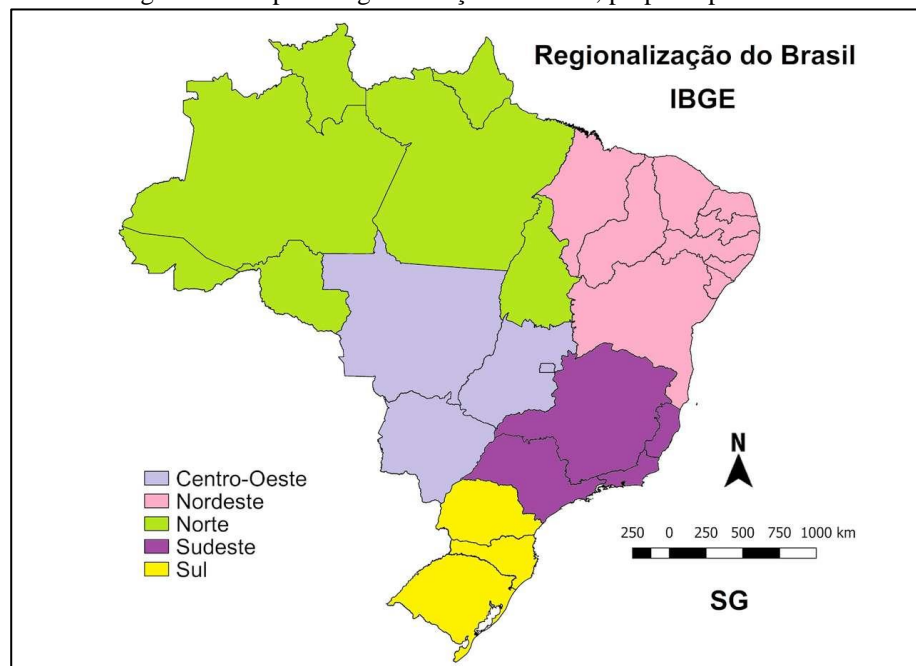 Regionalização do Brasil
IBGE
N
Centro-Oeste
Nordeste
Norte
Sudeste
Sul
250 0 250 500 750 1000 km
SG